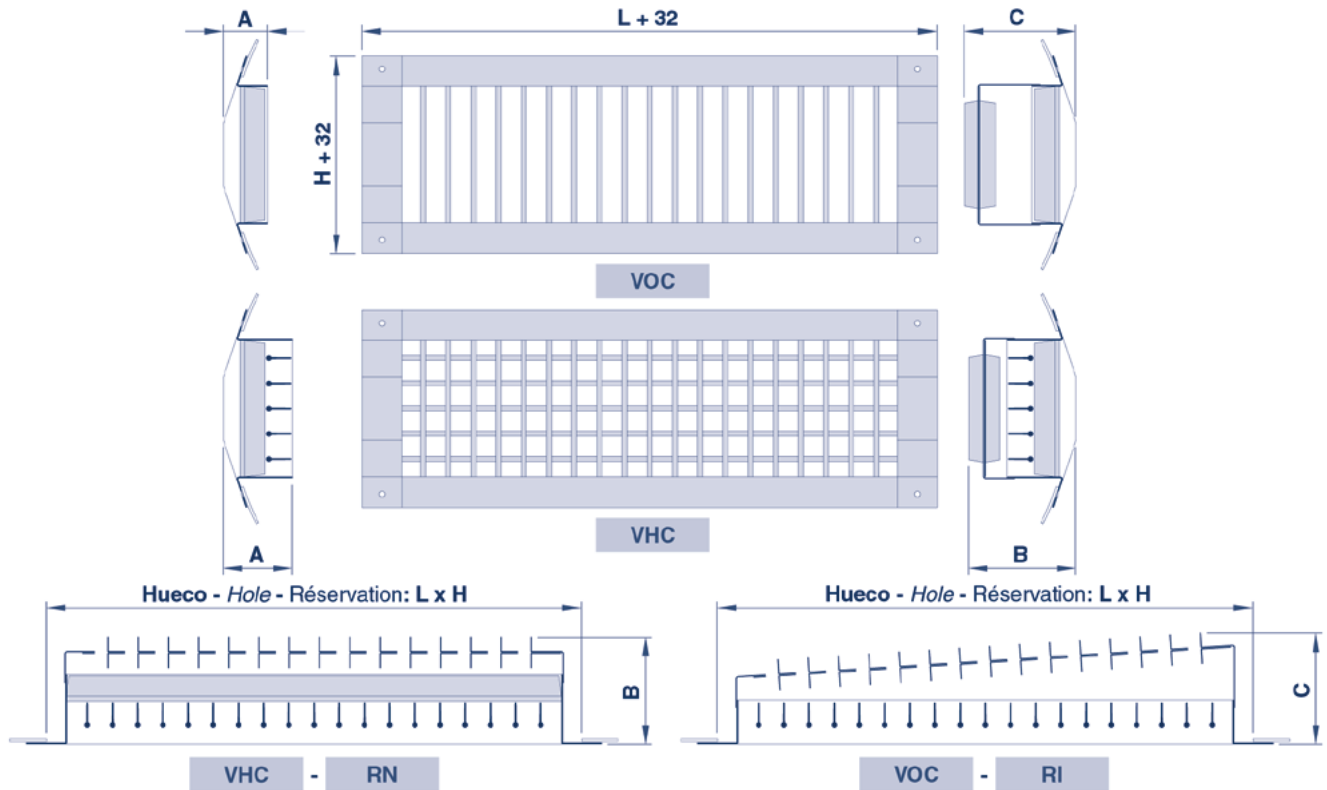 A
L + 32
C
H + 32
VOC
VHC
A
B
Hueco - Hole - Réservation: L x H
Hueco - Hole - Réservation: L x H
B
C
VHC - RN
VOC - RI